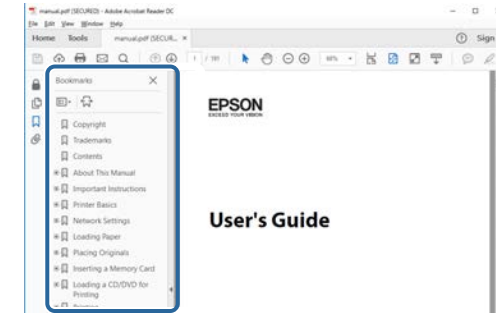 manual.pdf (SECURED) - Adobe Acrobat Reader DC
File Edit View Window Help
Home Tools manual.pdf (SECUR... × Sign
Bookmarks
Copyright
Trademarks
Contents
About This Manual
Important Instructions
Printer Basics
Network Settings
Loading Paper
Placing Originals
Inserting a Memory Card
Loading a CD/DVD for
Printing
EPSON
EXCEED YOUR VISION
User's Guide